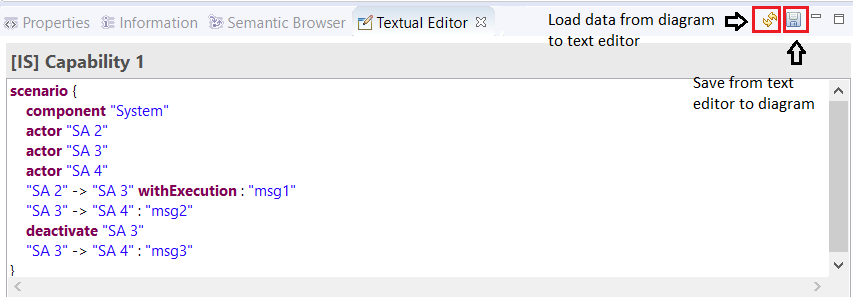 Properties
Information
Semantic Browser
Textual Editor
Load data from diagram
to text editor
Save from text
editor to diagram
[IS] Capability 1
scenario {
component "System"
actor "SA 2"
actor "SA 3"
actor "SA 4"
"SA 2" -> "SA 3" withExecution : "msg1"
"SA 3" -> "SA 4" : "msg2"
deactivate "SA 3"
"SA 3" -> "SA 4" : "msg3"
}